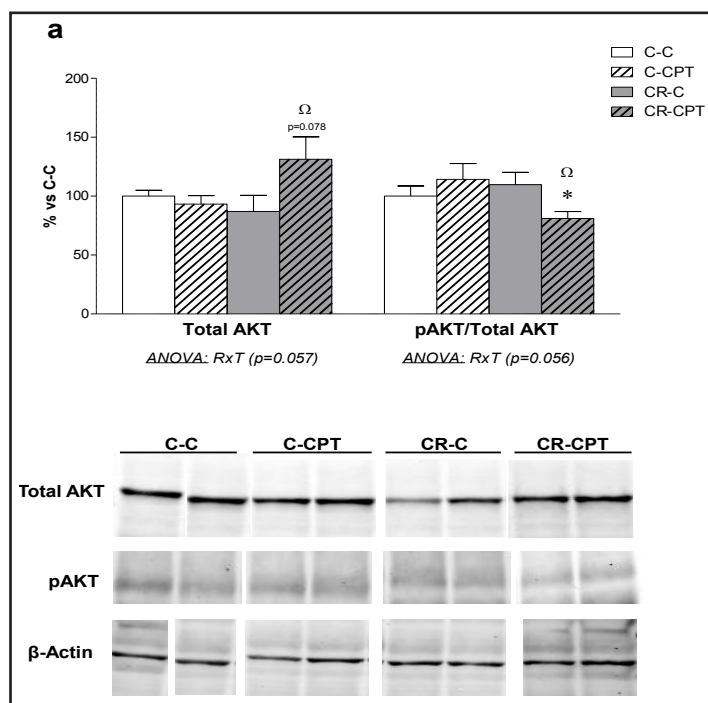 a
C-C
C-CPT
CR-C
CR-CPT
% vs C-C
200
150
100
50
0
Ω
p=0.078
Ω
*
Total AKT
pAKT/Total AKT
ANOVA: RxT (p=0.057)
ANOVA: RxT (p=0.056)
C-C C-CPT CR-C CR-CPT
Total AKT
pAKT
β-Actin